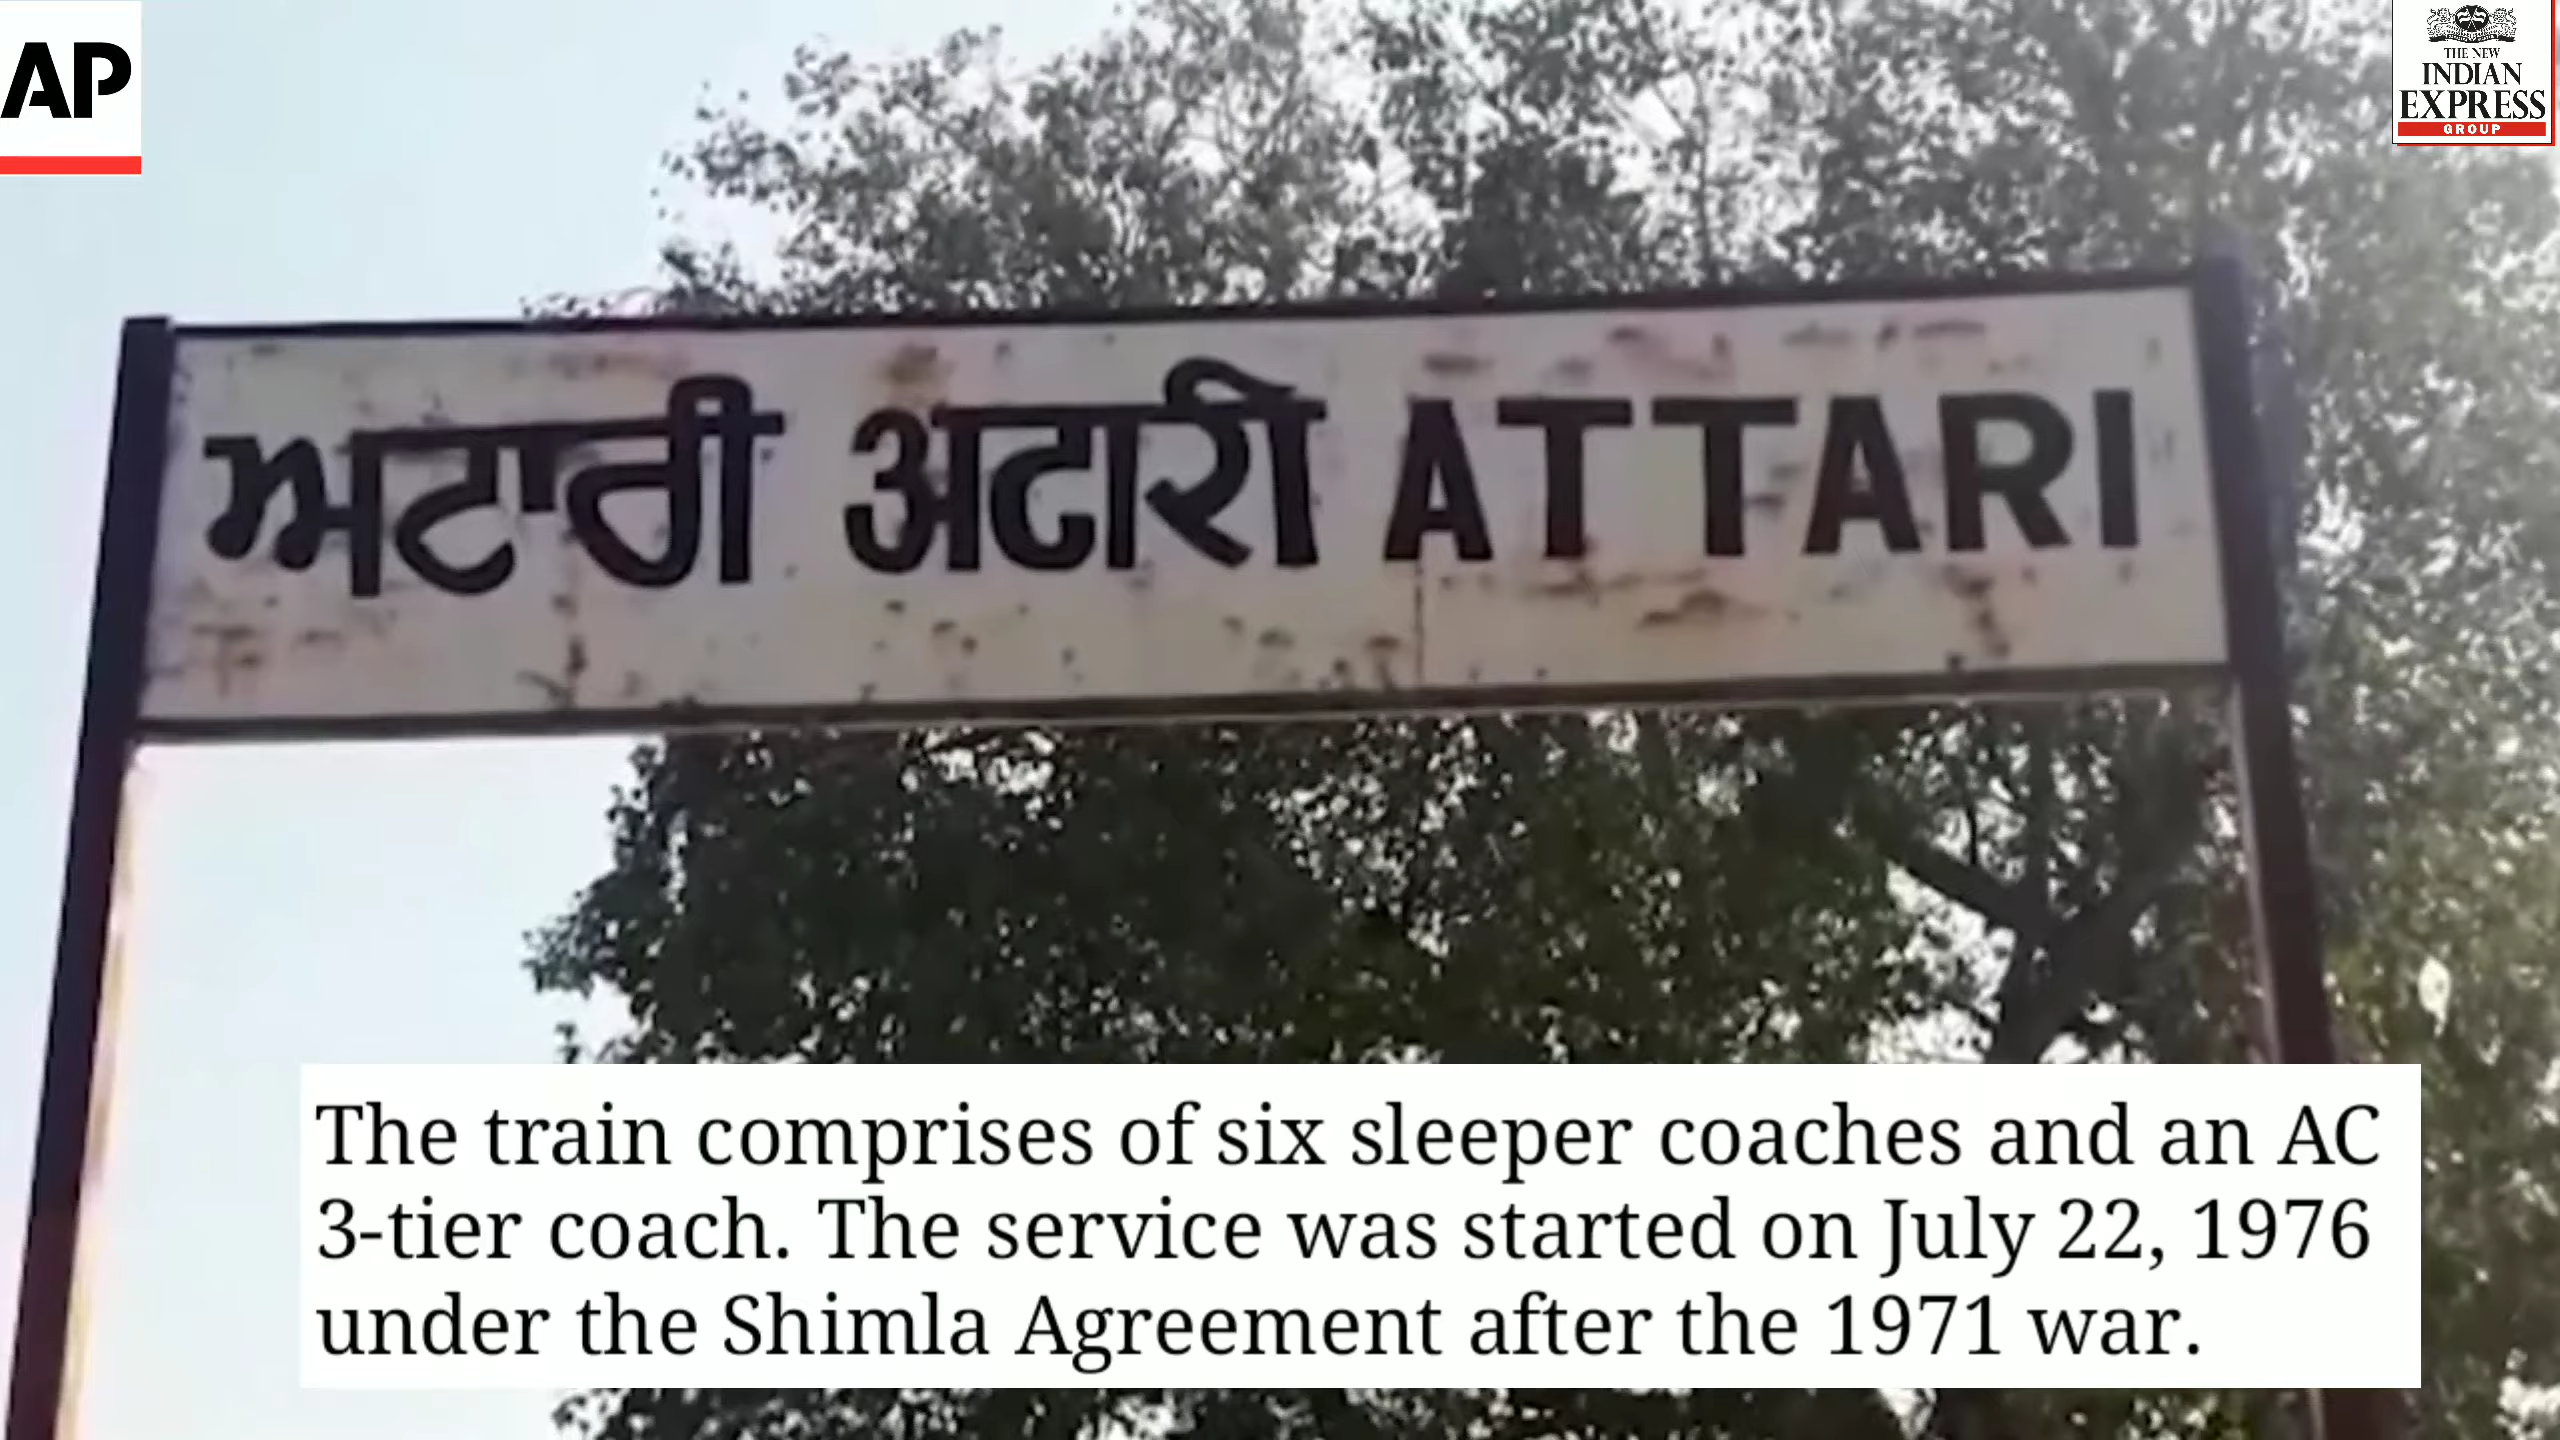 AP
THE NEW
INDIAN
EXPRESS
GROUP
ਅਟਾਰੀ अटारी ATTARI
The train comprises of six sleeper coaches and an AC
3-tier coach. The service was started on July 22, 1976
under the Shimla Agreement after the 1971 war.